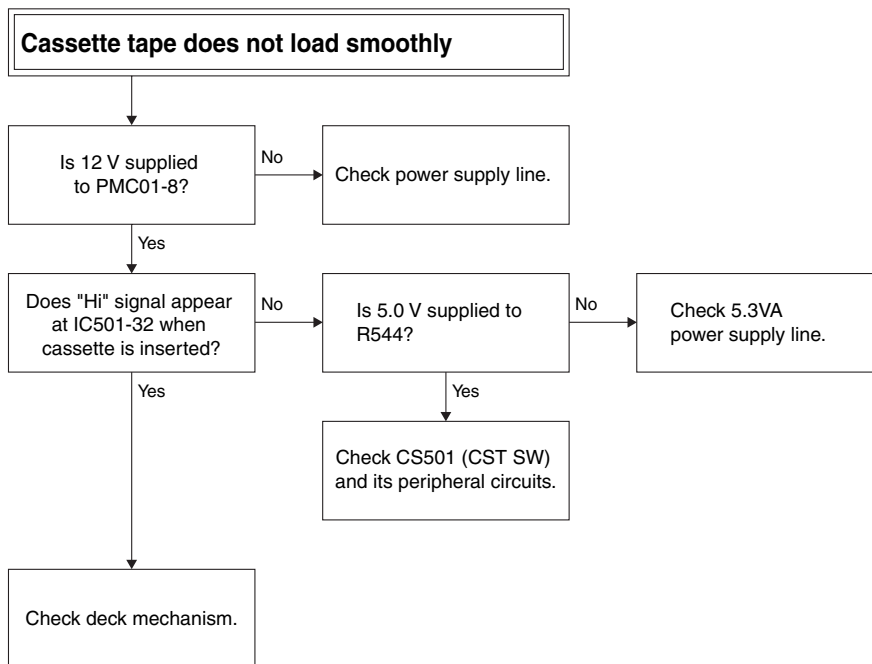 Cassette tape does not load smoothly
Is 12 V supplied
to PMC01-8?
No
Check power supply line.
Yes
Does "Hi" signal appear
at IC501-32 when
cassette is inserted?
No
Is 5.0 V supplied to
R544?
No
Check 5.3VA
power supply line.
Yes
Yes
Check CS501 (CST SW)
and its peripheral circuits.
Check deck mechanism.